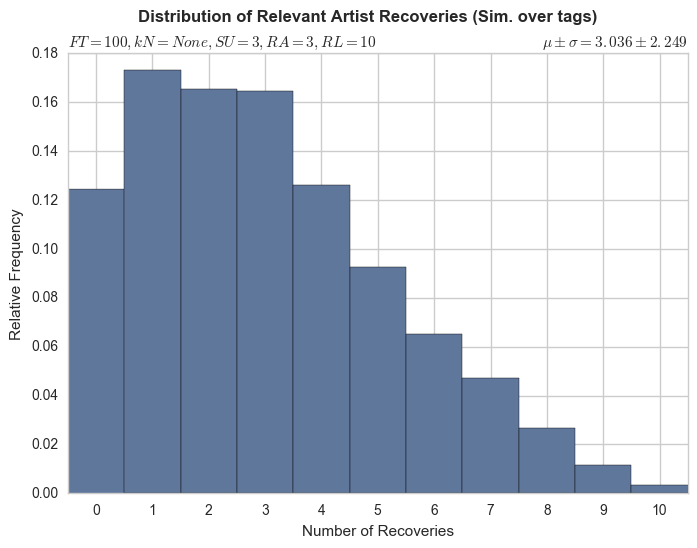 Distribution of Relevant Artist Recoveries (Sim. over tags)
FT = 100, kN = None, SU = 3, RA = 3, RL = 10
μ ± σ = 3.036 ± 2.249
0.18
0.16
0.14
0.12
0.10
0.08
0.06
0.04
0.02
0.00
Relative Frequency
0 1 2 3 4 5 6 7 8 9 10
Number of Recoveries